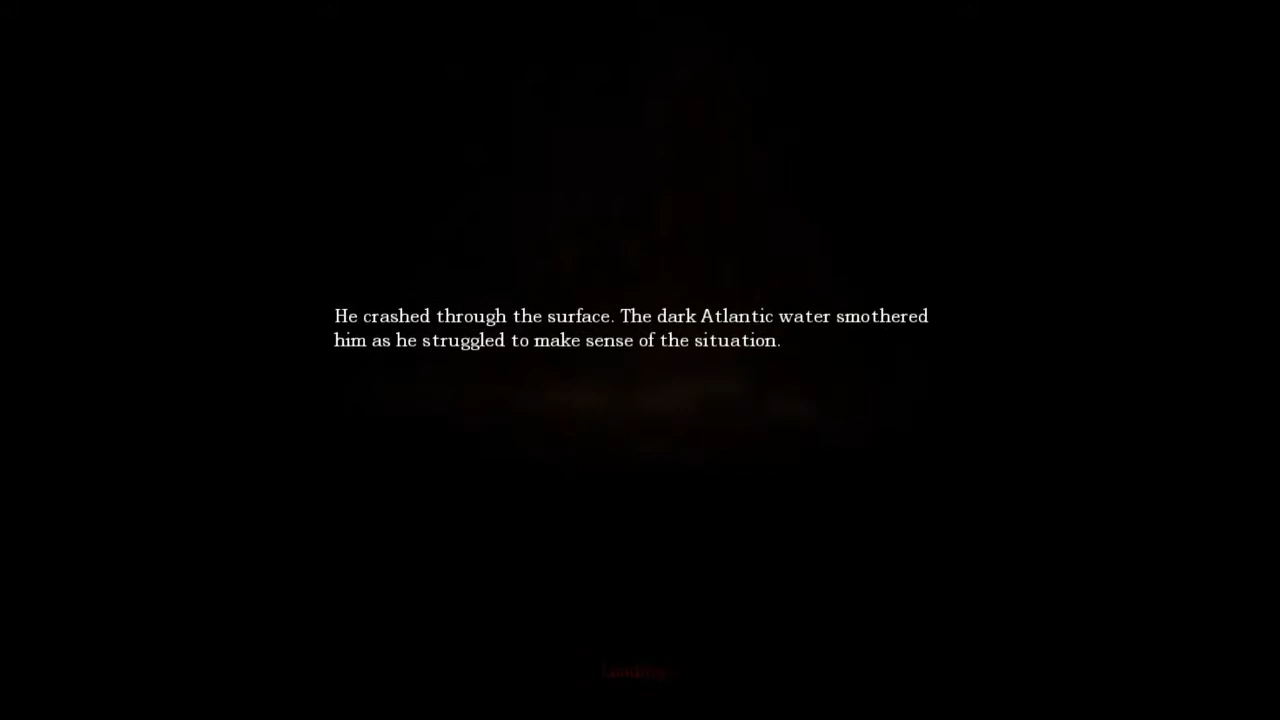 He crashed through the surface. The dark Atlantic water smothered
him as he struggled to make sense of the situation.